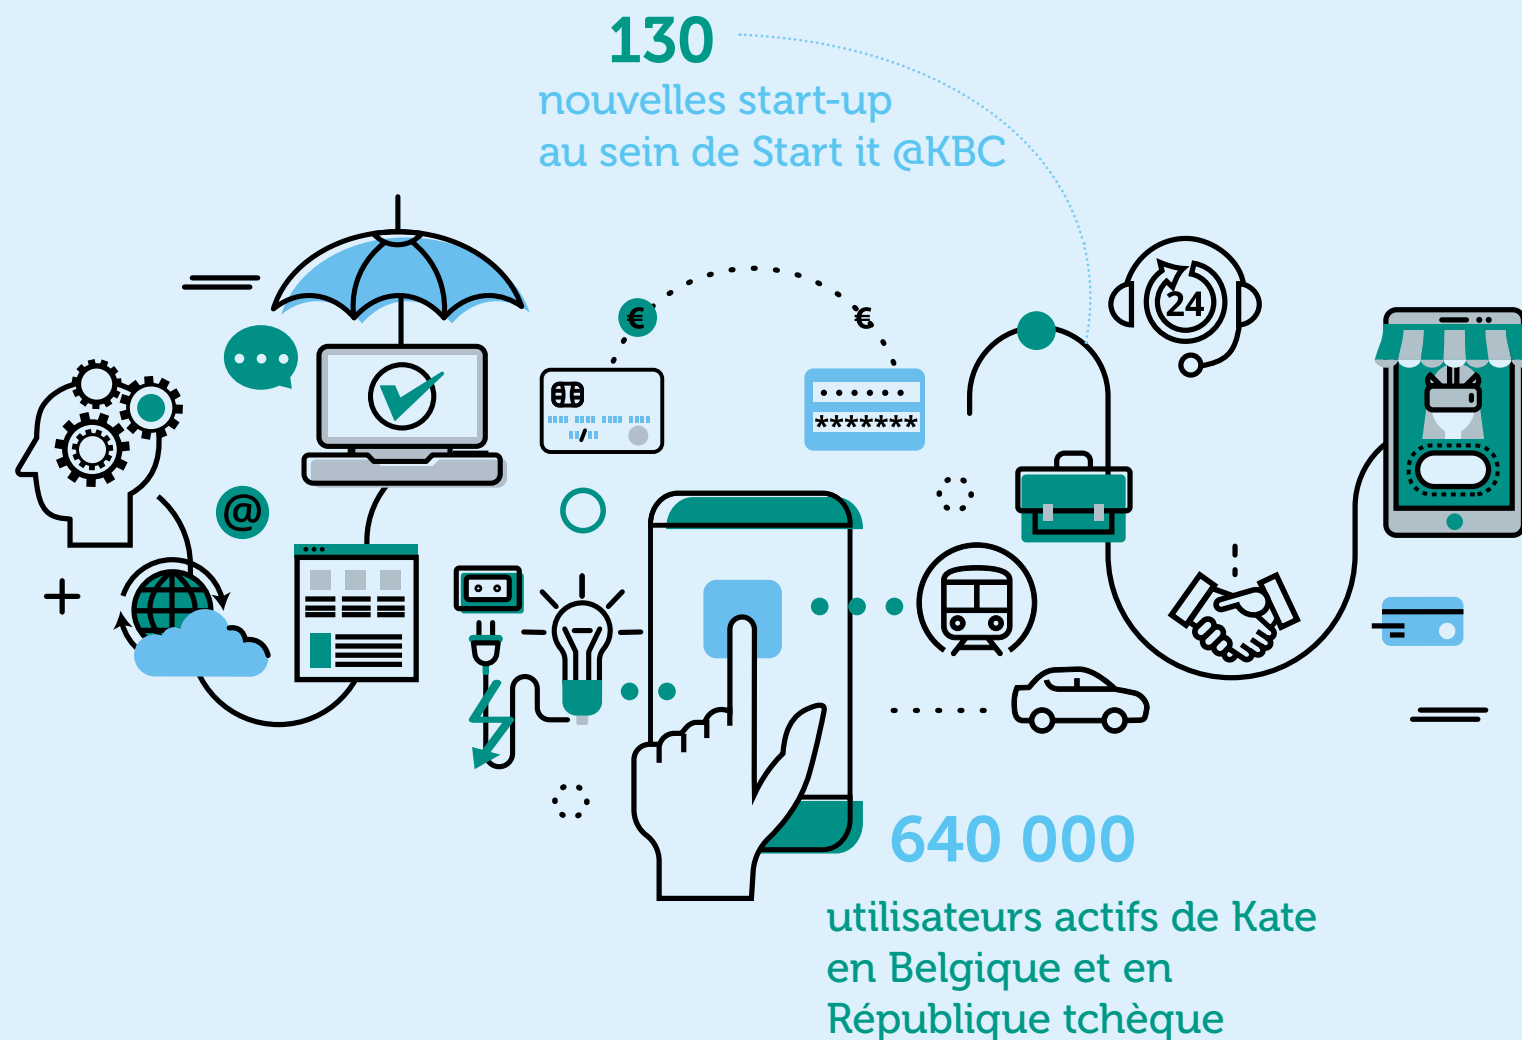 130
nouvelles start-up
au sein de Start it @KBC
24
€
€
*******
@
640 000
utilisateurs actifs de Kate
en Belgique et en
République tchèque